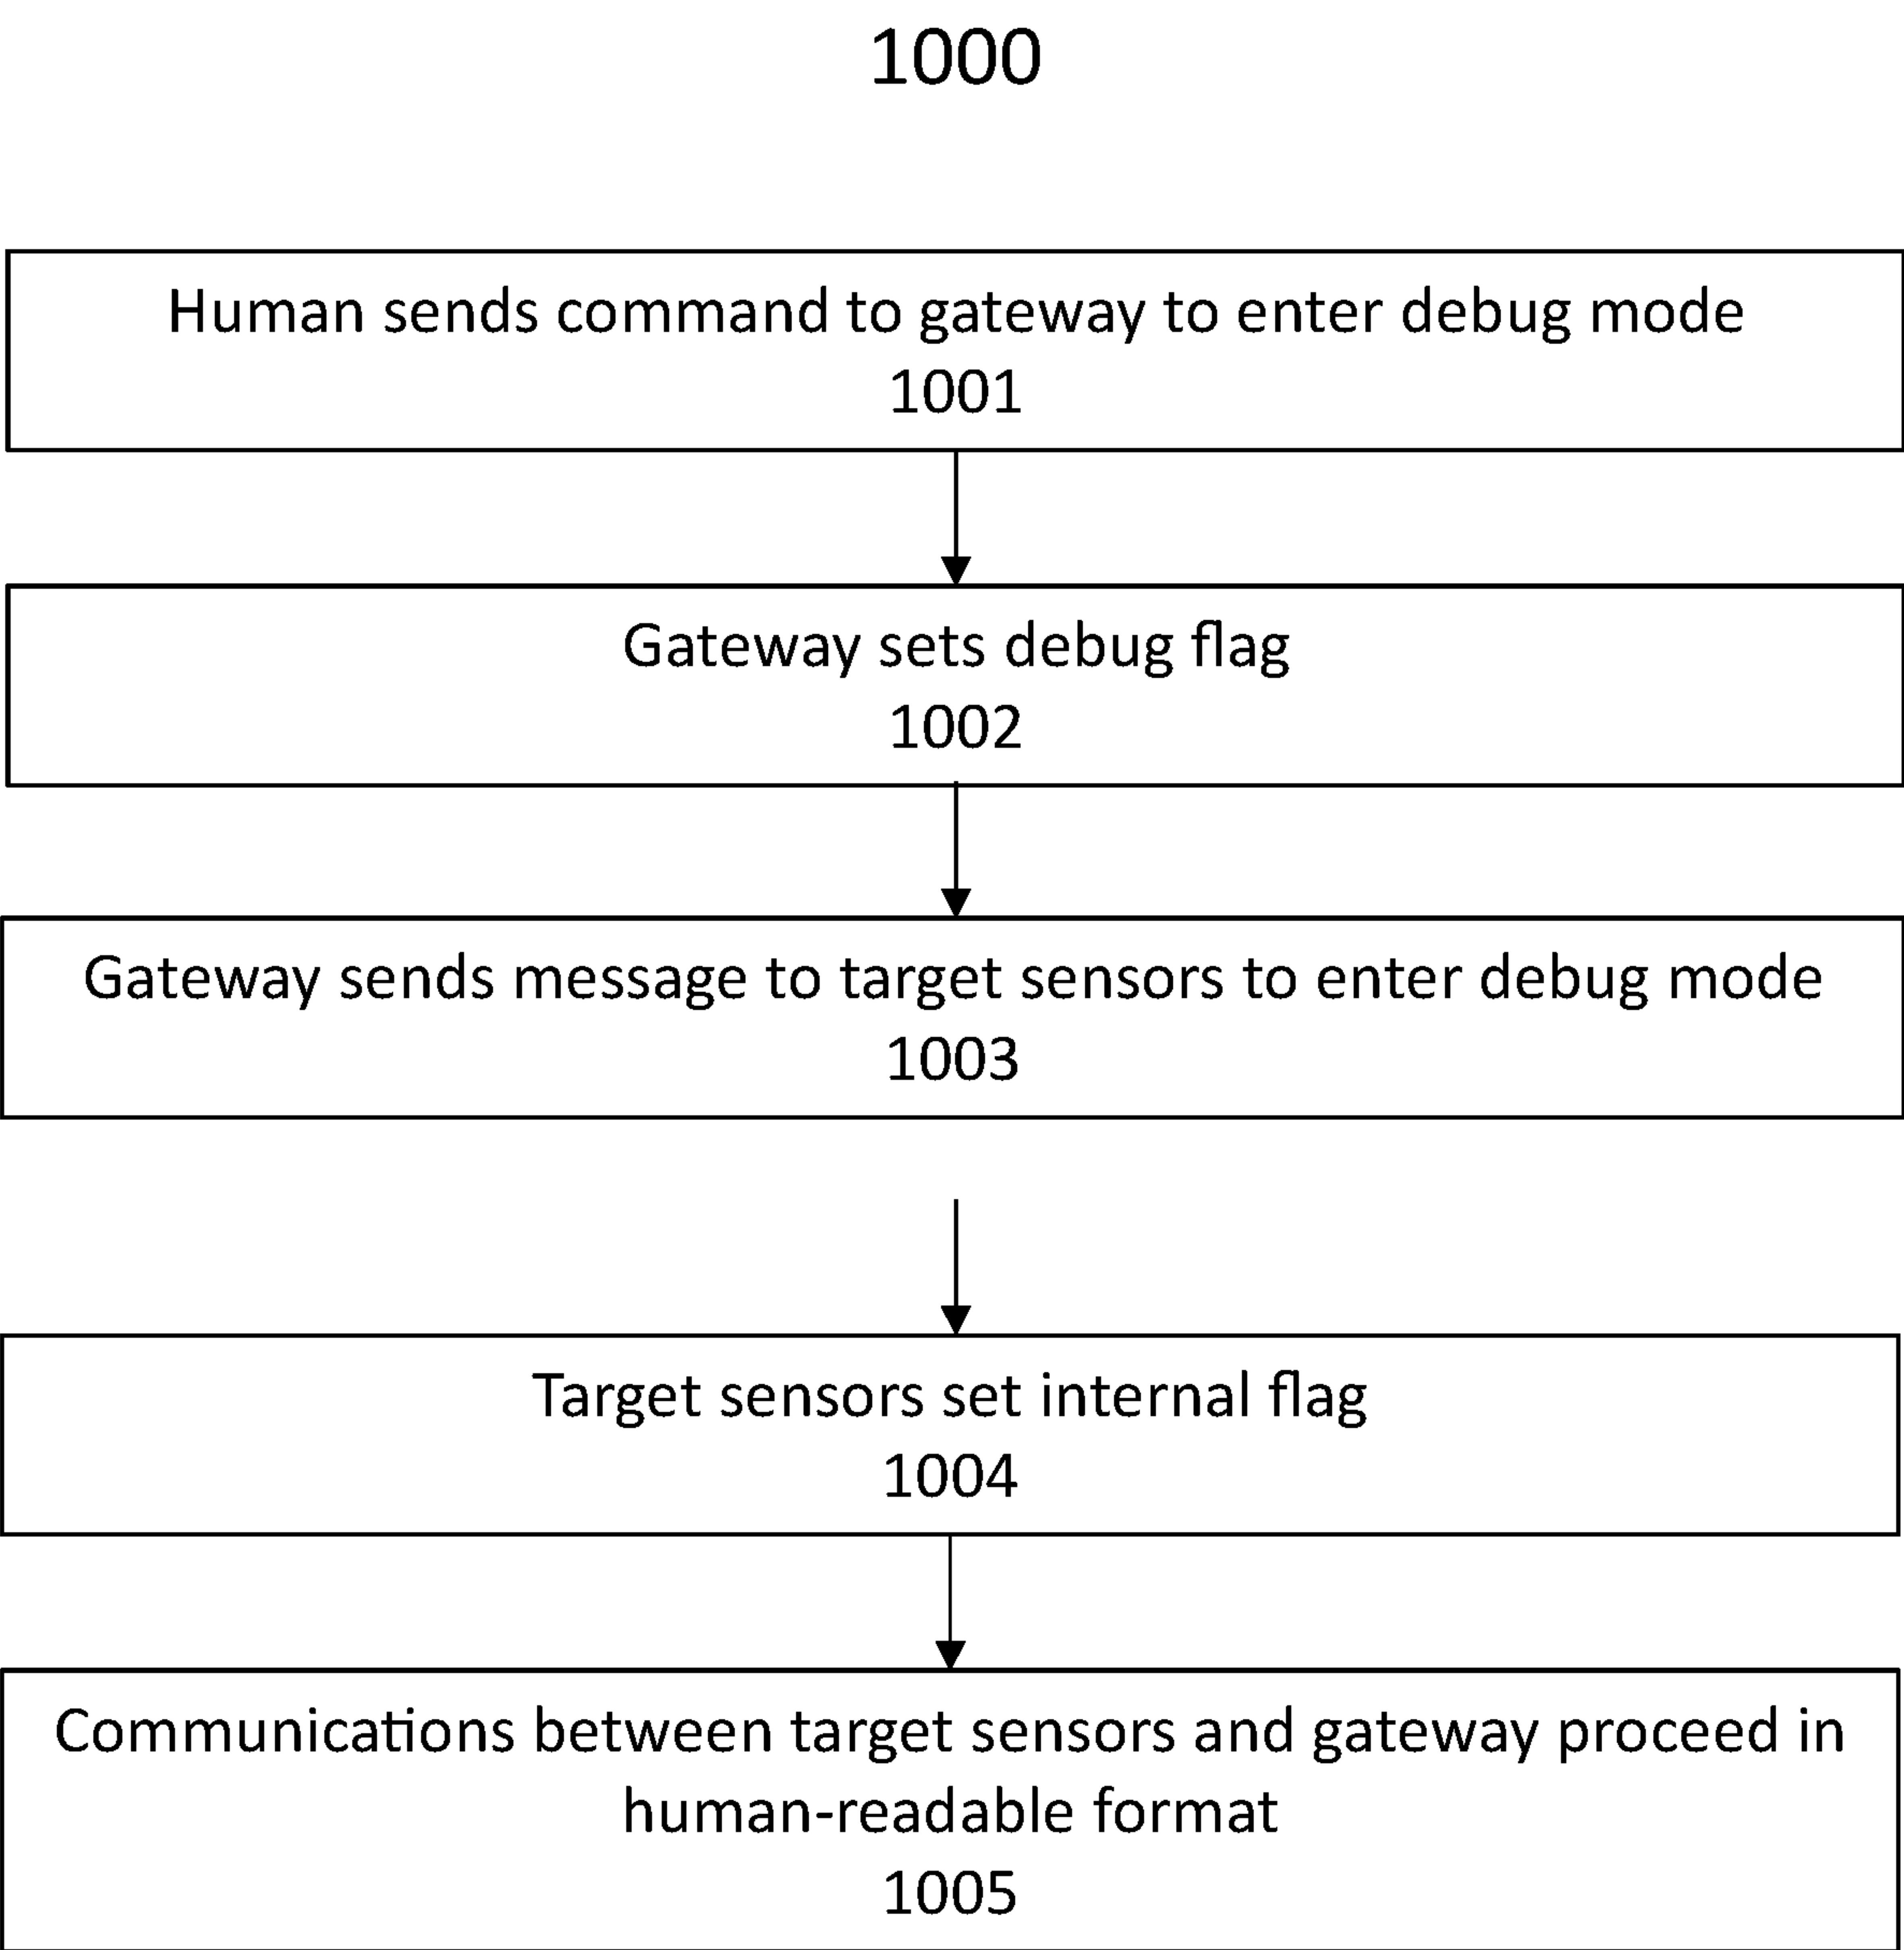 1000
Human sends command to gateway to enter debug mode
1001
Gateway sets debug flag
1002
Gateway sends message to target sensors to enter debug mode
1003
Target sensors set internal flag
1004
Communications between target sensors and gateway proceed in
human-readable format
1005